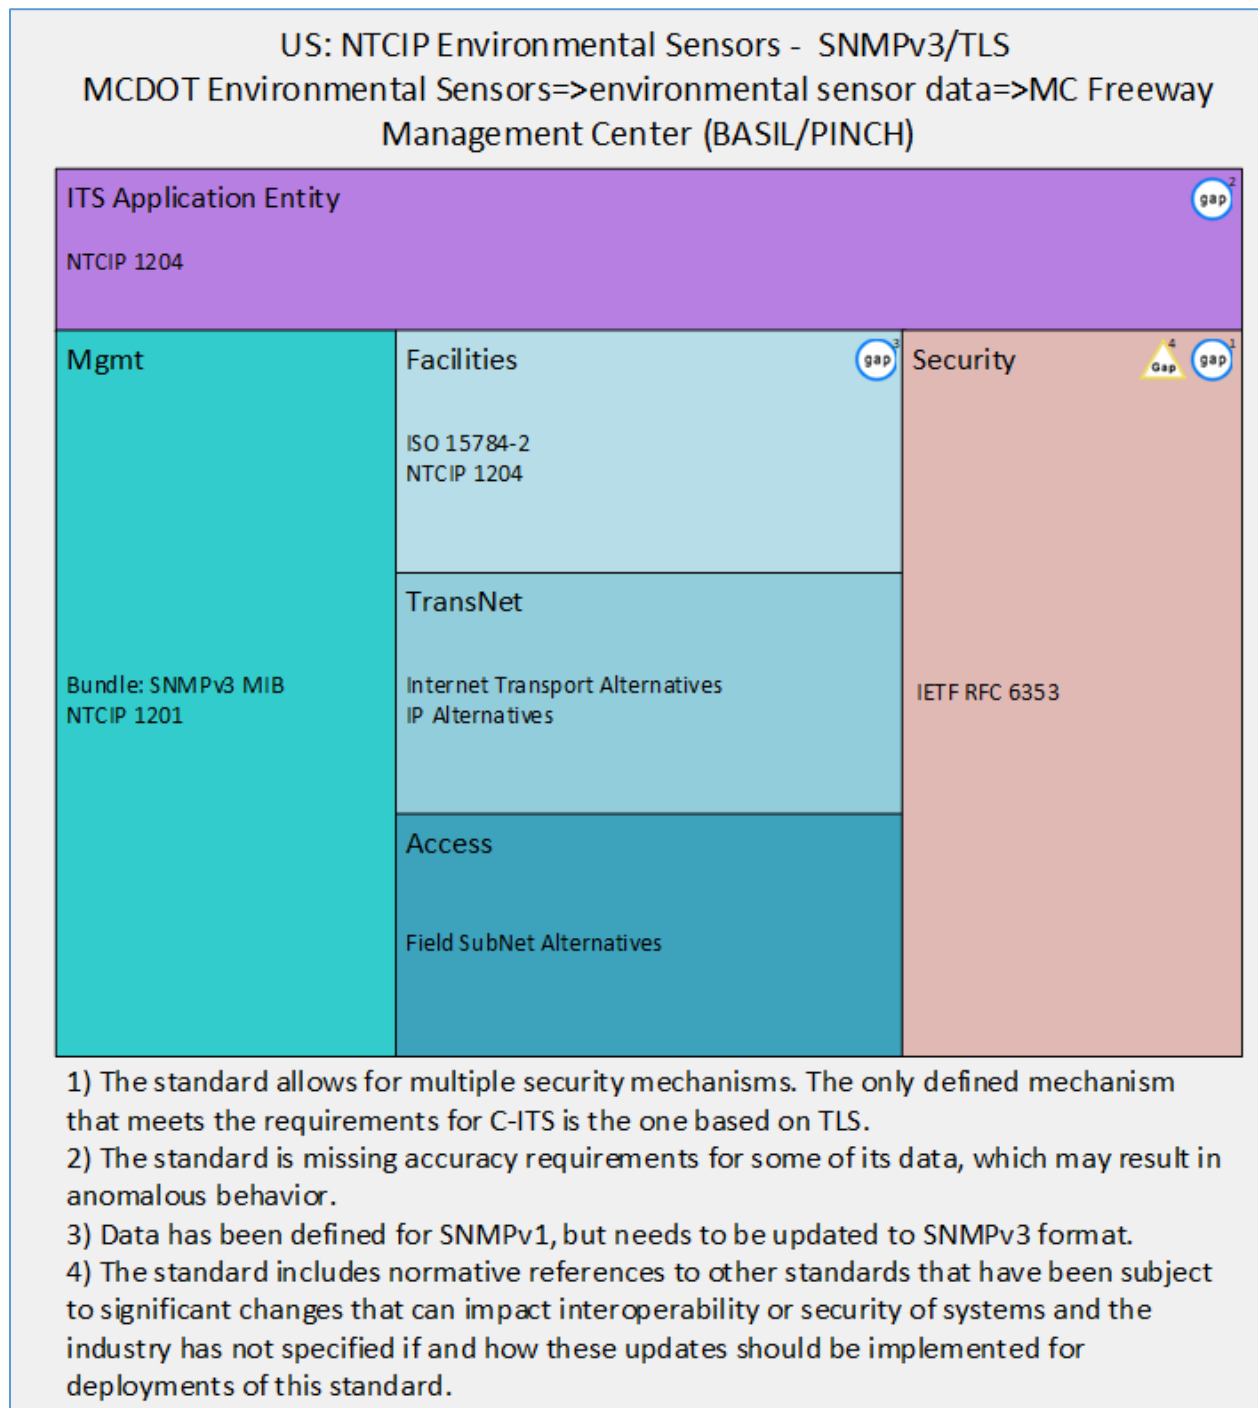 US: NTCIP Environmental Sensors - SNMPv3/TLS
MCDOT Environmental Sensors=>environmental sensor data=>MC Freeway
Management Center (BASIL/PINCH)
ITS Application Entity
gap 2
NTCIP 1204
Mgmt
Bundle: SNMPv3 MIB
NTCIP 1201
Facilities
gap 3
ISO 15784-2
NTCIP 1204
TransNet
Internet Transport Alternatives
IP Alternatives
Access
Field SubNet Alternatives
Security
Gap 4
gap 1
IETF RFC 6353
1) The standard allows for multiple security mechanisms. The only defined mechanism
that meets the requirements for C-ITS is the one based on TLS.
2) The standard is missing accuracy requirements for some of its data, which may result in
anomalous behavior.
3) Data has been defined for SNMPv1, but needs to be updated to SNMPv3 format.
4) The standard includes normative references to other standards that have been subject
to significant changes that can impact interoperability or security of systems and the
industry has not specified if and how these updates should be implemented for
deployments of this standard.